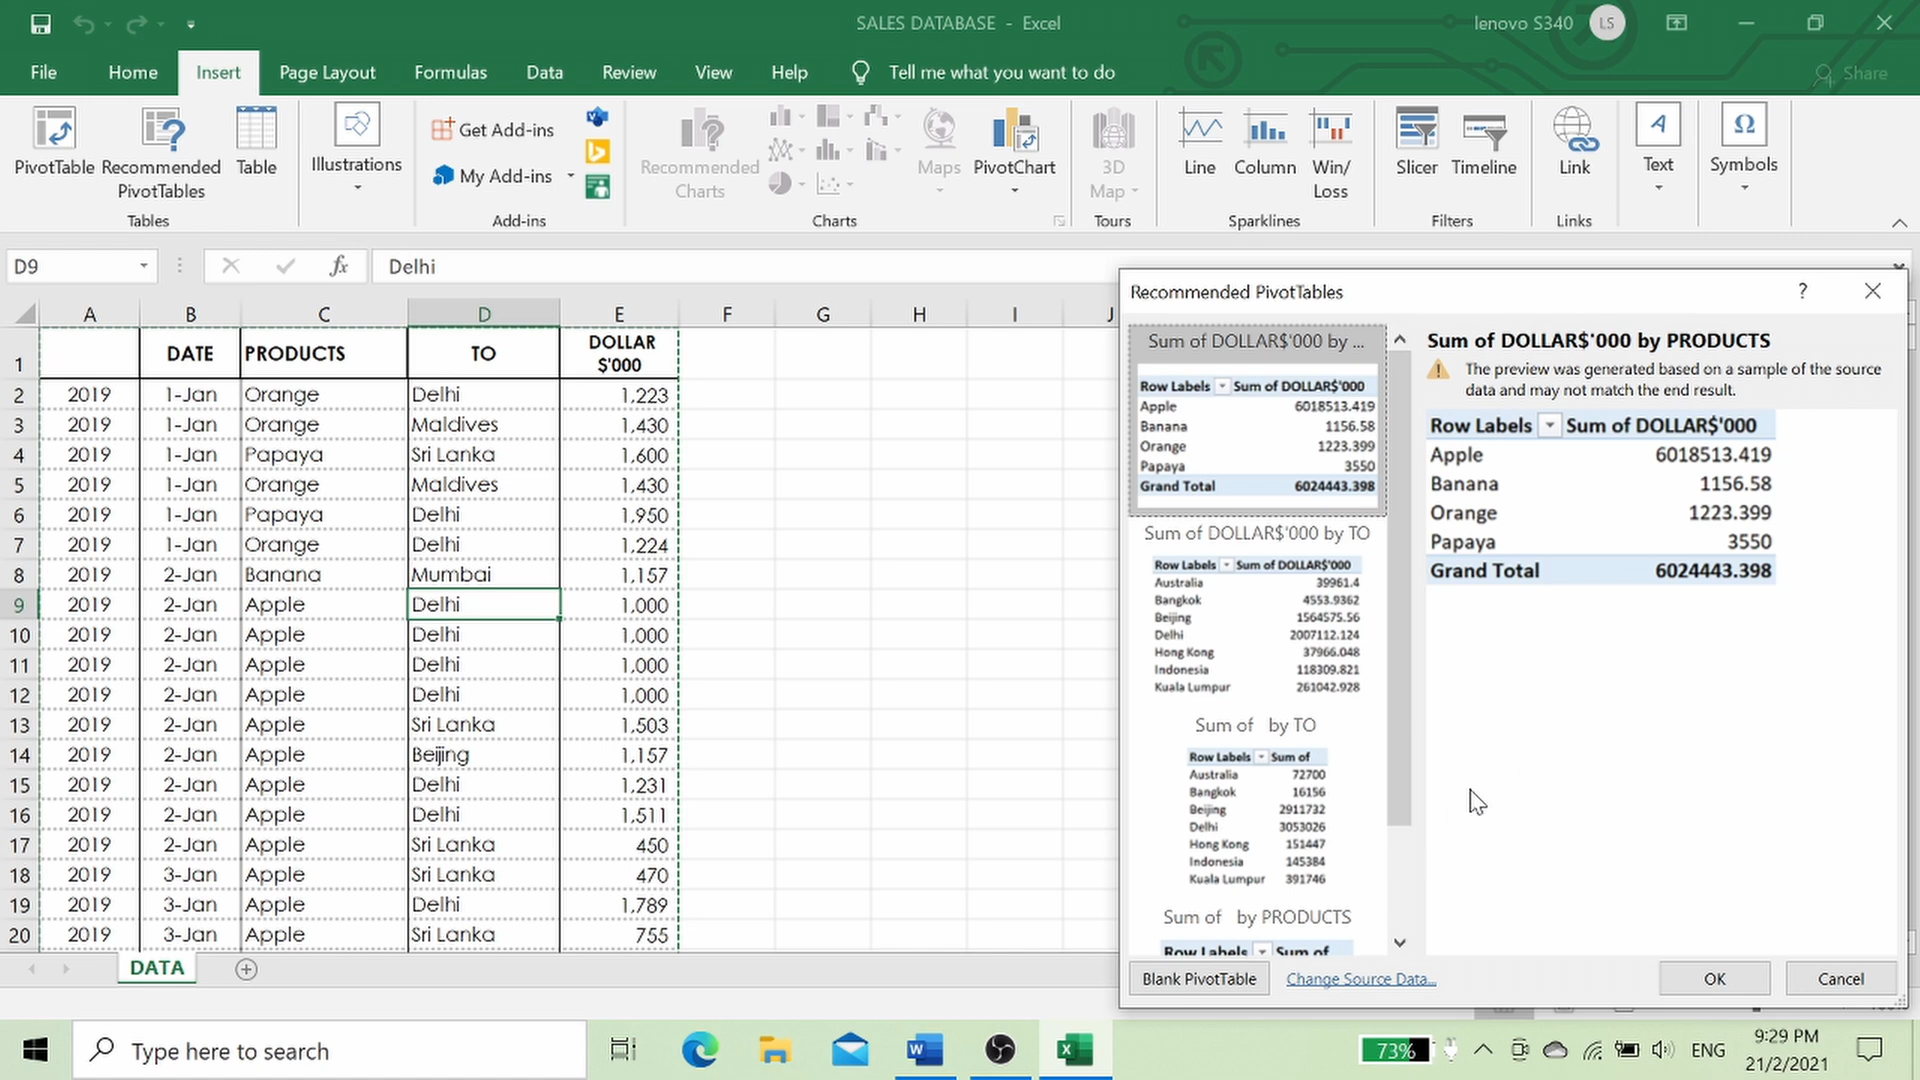 SALES DATABASE - Excel
lenovo S340
LS
File Home Insert Page Layout Formulas Data Review View Help Tell me what you want to do Share
PivotTable
Recommended PivotTables
Table
Tables
Illustrations
Get Add-ins
My Add-ins
Add-ins
Recommended Charts
Maps
PivotChart
Charts
3D Map
Tours
Line
Column
Win/ Loss
Sparklines
Slicer
Timeline
Filters
Link
Links
A
Text
Ω
Symbols
D9
fx
Delhi
A B C D E F G H I J
1 DATE PRODUCTS TO DOLLAR $'000
2 2019 1-Jan Orange Delhi 1,223
3 2019 1-Jan Orange Maldives 1,430
4 2019 1-Jan Papaya Sri Lanka 1,600
5 2019 1-Jan Orange Maldives 1,430
6 2019 1-Jan Papaya Delhi 1,950
7 2019 1-Jan Orange Delhi 1,224
8 2019 2-Jan Banana Mumbai 1,157
9 2019 2-Jan Apple Delhi 1,000
10 2019 2-Jan Apple Delhi 1,000
11 2019 2-Jan Apple Delhi 1,000
12 2019 2-Jan Apple Delhi 1,000
13 2019 2-Jan Apple Sri Lanka 1,503
14 2019 2-Jan Apple Beijing 1,157
15 2019 2-Jan Apple Delhi 1,231
16 2019 2-Jan Apple Delhi 1,511
17 2019 2-Jan Apple Sri Lanka 450
18 2019 3-Jan Apple Sri Lanka 470
19 2019 3-Jan Apple Delhi 1,789
20 2019 3-Jan Apple Sri Lanka 755
DATA
Recommended PivotTables
?
Sum of DOLLAR$'000 by ...
Row Labels Sum of DOLLAR$'000
Apple 6018513.419
Banana 1156.58
Orange 1223.399
Papaya 3550
Grand Total 6024443.398
Sum of DOLLAR$'000 by TO
Row Labels Sum of DOLLAR$'000
Australia 39961.4
Bangkok 4553.9362
Beijing 1564575.56
Delhi 2007112.124
Hong Kong 37966.048
Indonesia 118309.821
Kuala Lumpur 261042.928
Sum of by TO
Row Labels Sum of
Australia 72700
Bangkok 16156
Beijing 2911732
Delhi 3053026
Hong Kong 151447
Indonesia 145384
Kuala Lumpur 391746
Sum of by PRODUCTS
Row Labels Sum of
Sum of DOLLAR$'000 by PRODUCTS
The preview was generated based on a sample of the source
data and may not match the end result.
Row Labels Sum of DOLLAR$'000
Apple 6018513.419
Banana 1156.58
Orange 1223.399
Papaya 3550
Grand Total 6024443.398
Blank PivotTable
Change Source Data...
OK
Cancel
Type here to search
73%
ENG
9:29 PM
21/2/2021